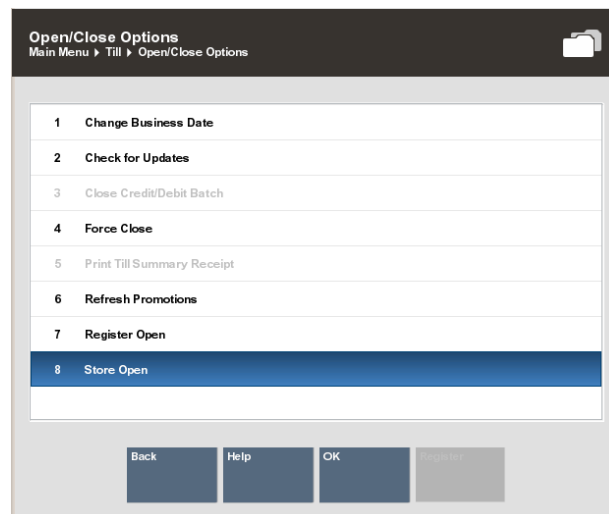 Open/Close Options
Main Menu ▸ Till ▸ Open/Close Options
1 Change Business Date
2 Check for Updates
3 Close Credit/Debit Batch
4 Force Close
5 Print Till Summary Receipt
6 Refresh Promotions
7 Register Open
8 Store Open
Back Help OK Register